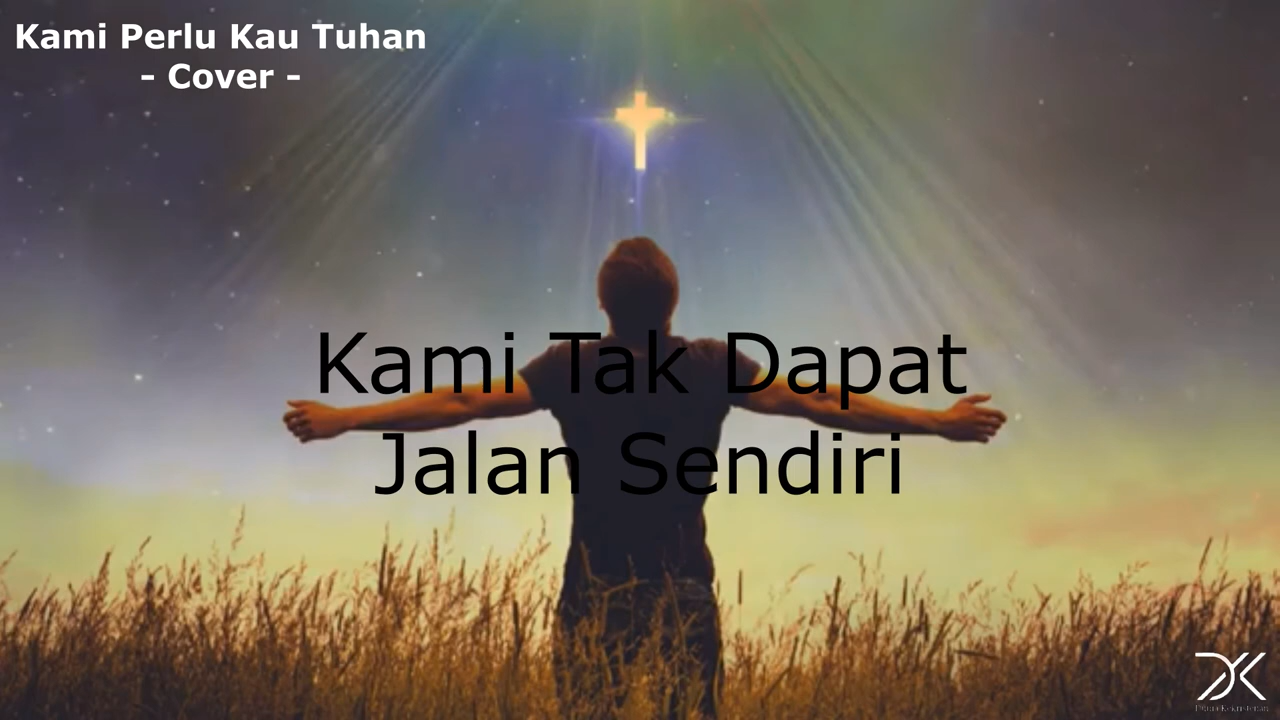 Kami Perlu Kau Tuhan
- Cover -
Kami Tak Dapat
Jalan Sendiri